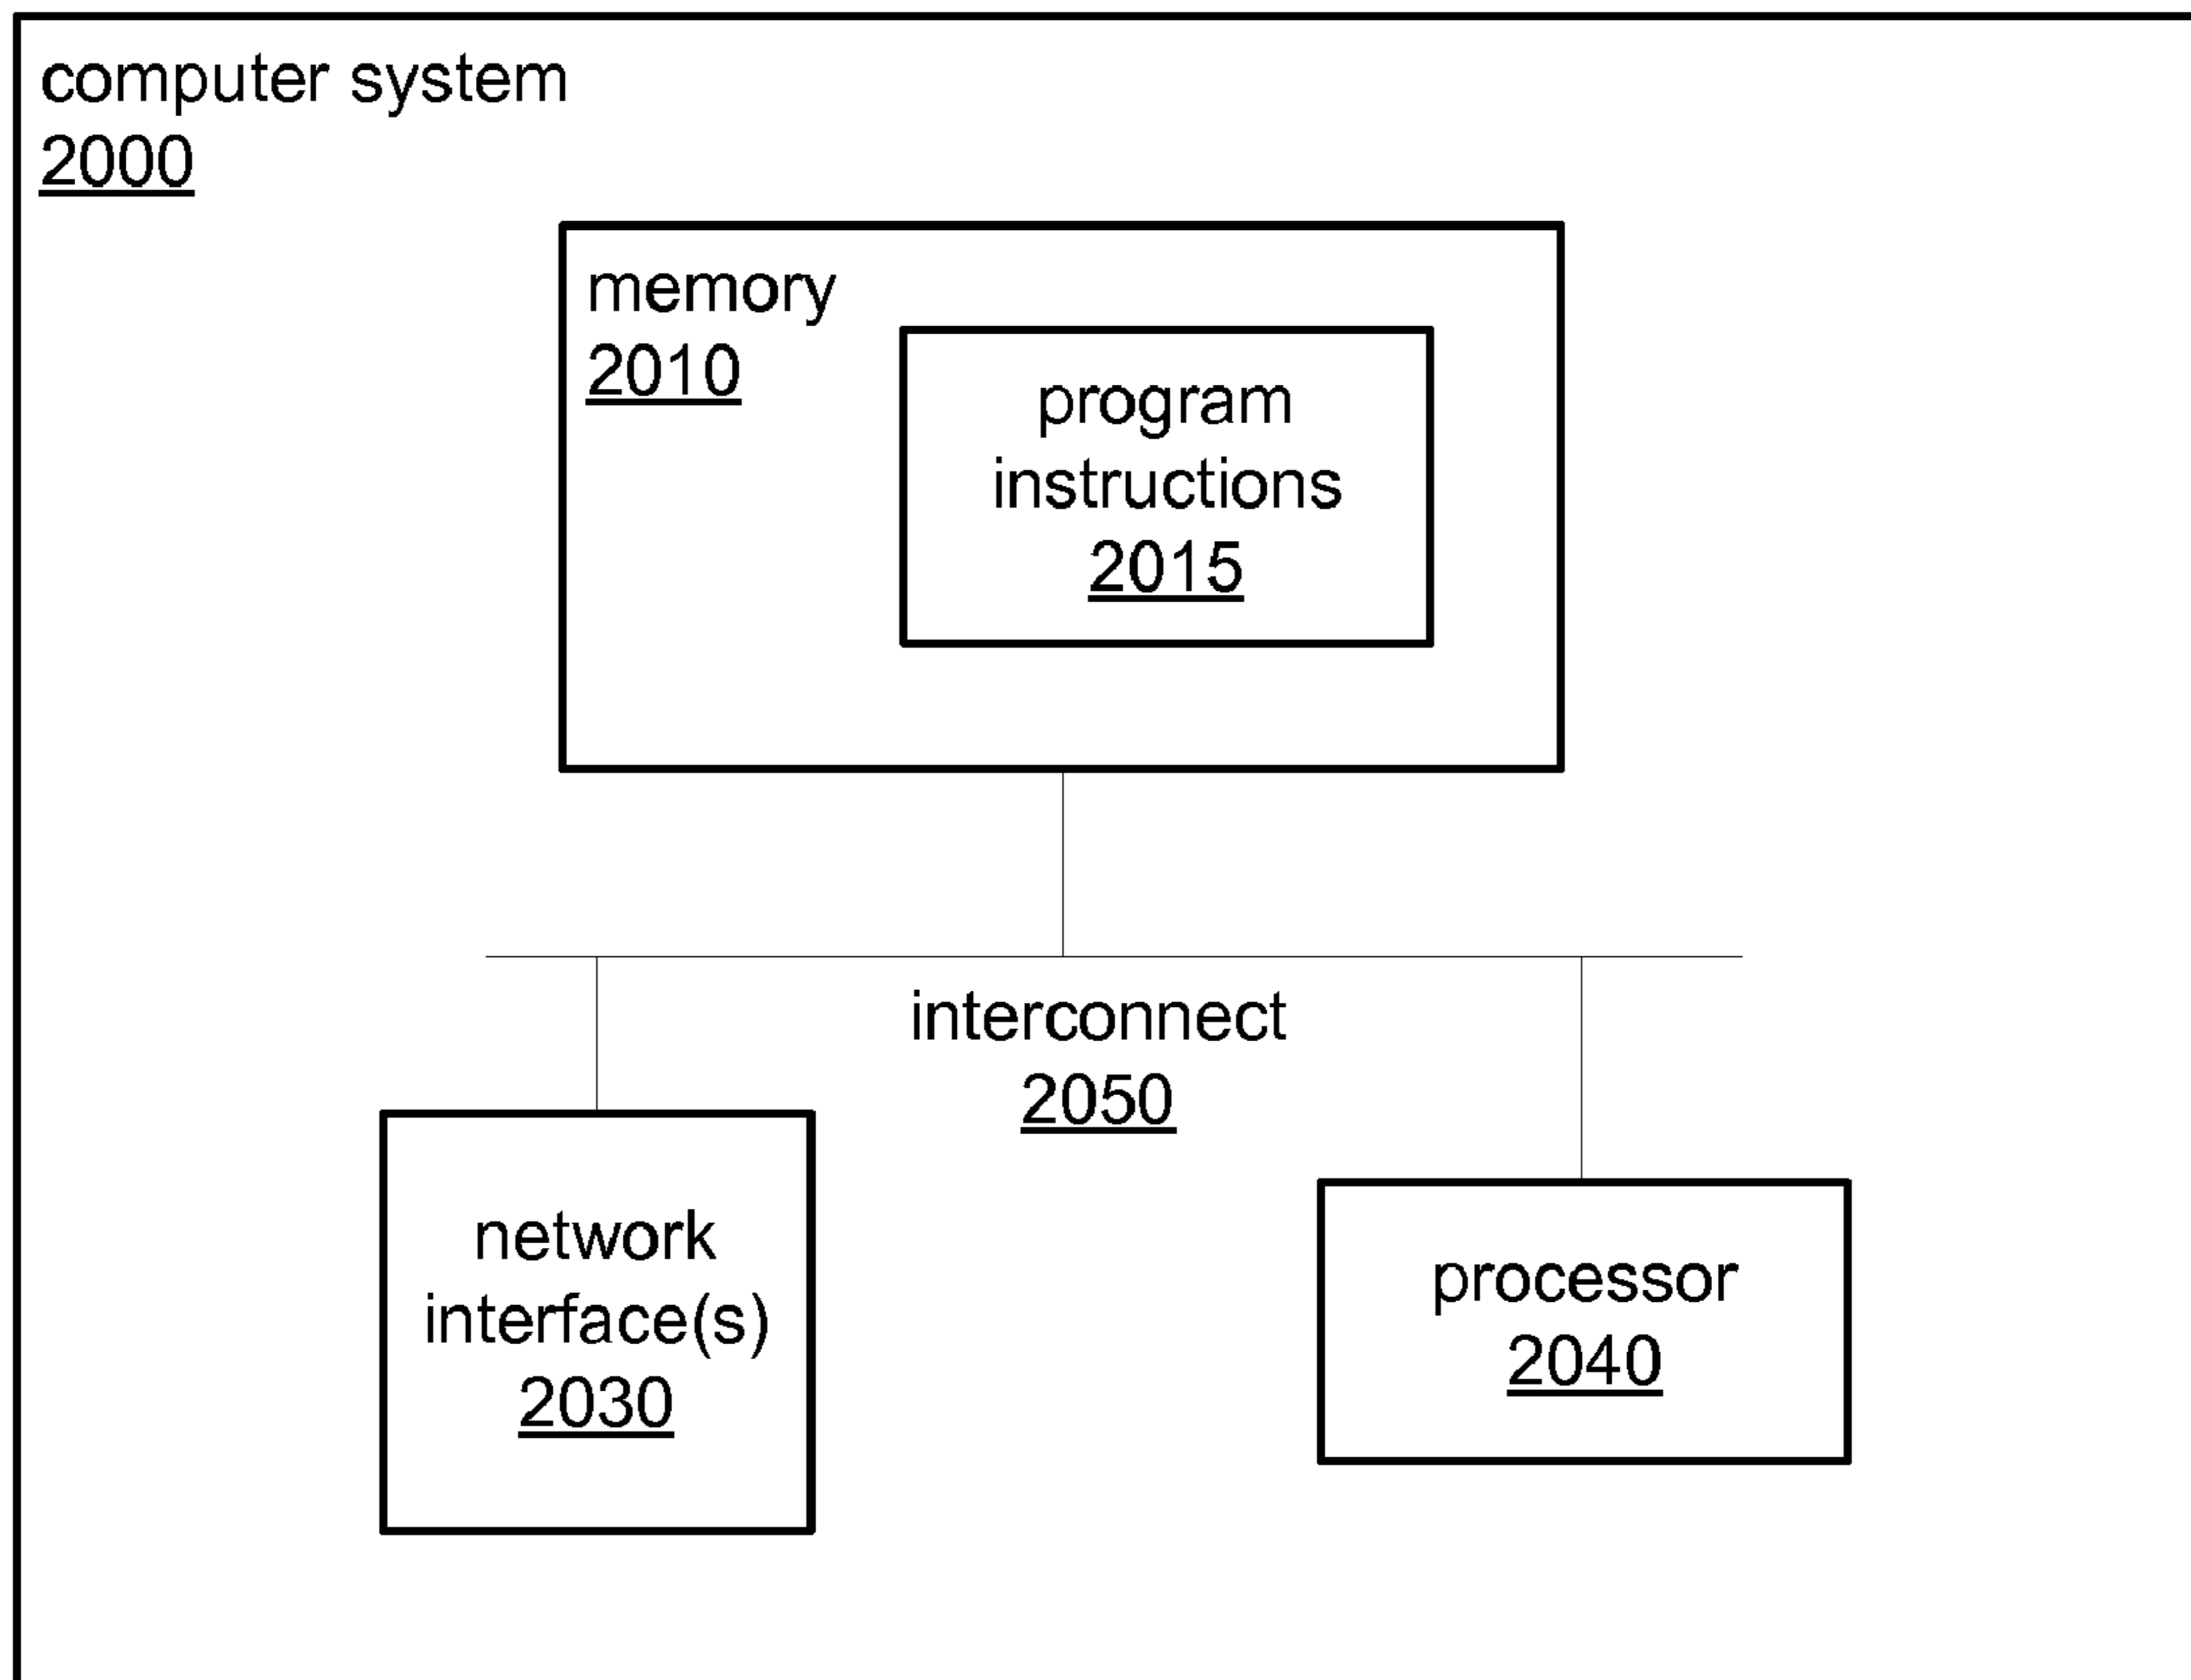 computer system
2000
memory
2010
program
instructions
2015
interconnect
2050
network
interface(s)
2030
processor
2040